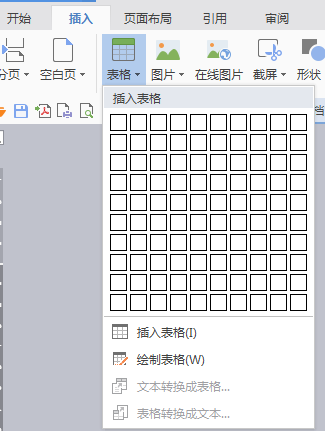 开始 插入 页面布局 引用 审阅
分页 空白页 表格 图片 在线图片 截屏 形状
插入表格
插入表格(I)
绘制表格(W)
文本转换成表格...
表格转换成文本...